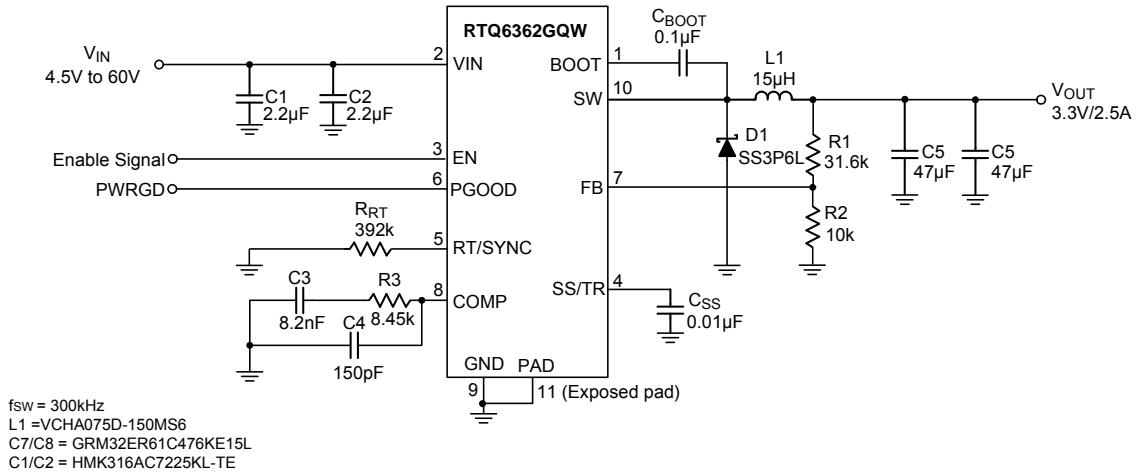 RTQ6362GQW
VIN
4.5V to 60V
2
VIN
C1
2.2µF
C2
2.2µF
Enable Signal
3
EN
PWRGD
6
PGOOD
RRT
392k
5
RT/SYNC
C3
8.2nF
R3
8.45k
8
COMP
C4
150pF
GND
PAD
9
11 (Exposed pad)
BOOT
1
CBOOT
0.1µF
SW
10
L1
15µH
VOUT
3.3V/2.5A
D1
SS3P6L
R1
31.6k
C5
47µF
C5
47µF
FB
7
R2
10k
SS/TR
4
CSS
0.01µF
fsw = 300kHz
L1 =VCHA075D-150MS6
C7/C8 = GRM32ER61C476KE15L
C1/C2 = HMK316AC7225KL-TE